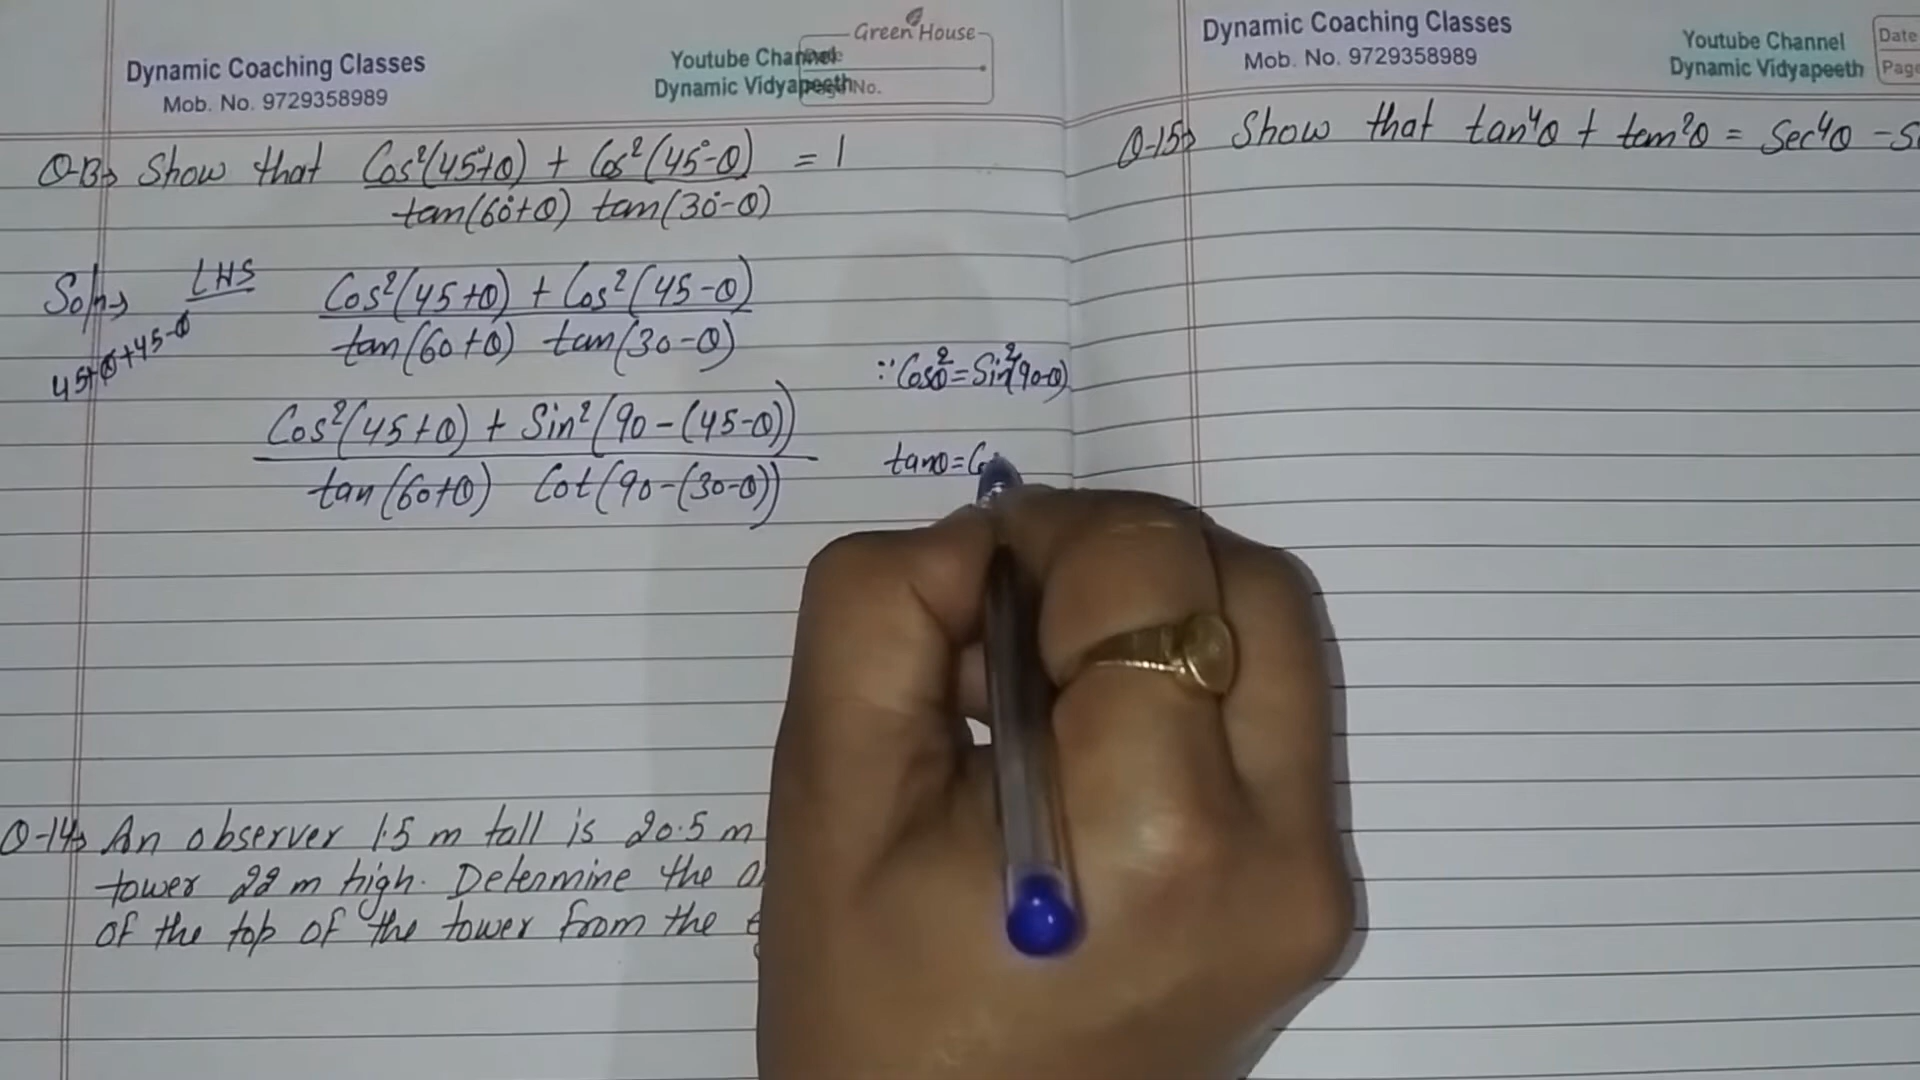 Dynamic Coaching Classes
Mob. No. 9729358989
Youtube Channel
Dynamic Vidyapeeth
Green House
No.
Q-13 Show that Cos²(45°+θ) + Cos²(45°-θ) = 1
tan(60°+θ) tan(30°-θ)
Soln LHS Cos²(45+θ) + Cos²(45-θ)
tan(60+θ) tan(30-θ)
45+θ+45-θ
∵ Cos²θ = Sin²(90-θ)
Cos²(45+θ) + Sin²(90-(45-θ))
tan(60+θ) Cot(90-(30-θ))
tanθ = Co
Q-14 An observer 1.5 m tall is 20.5 m
tower 22 m high. Determine the
of the top of the tower from the
Dynamic Coaching Classes
Mob. No. 9729358989
Youtube Channel
Dynamic Vidyapeeth
Date
Page
Q-15 Show that tan⁴θ + tan²θ = Sec⁴θ - S